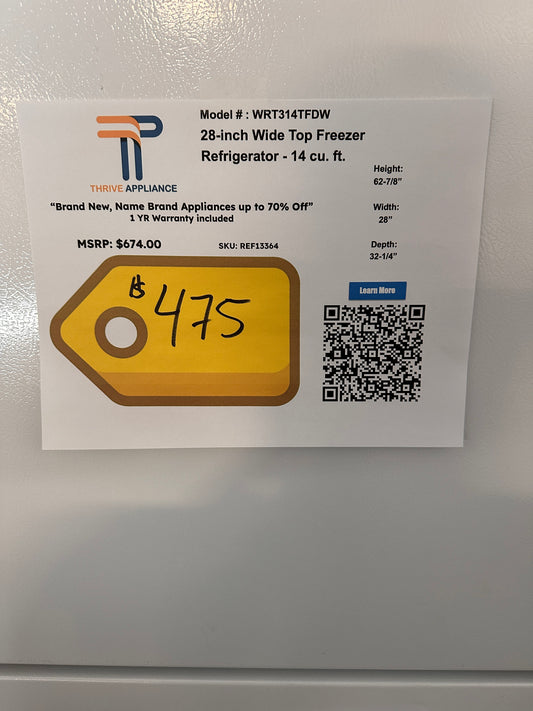 Model # : WRT314TFDW
28-inch Wide Top Freezer
Refrigerator - 14 cu. ft.
THRIVE APPLIANCE
Height:
62-7/8"
"Brand New, Name Brand Appliances up to 70% Off"
1 YR Warranty included
Width:
28"
MSRP: $674.00
SKU: REF13364
Depth:
32-1/4"
$475
Learn More